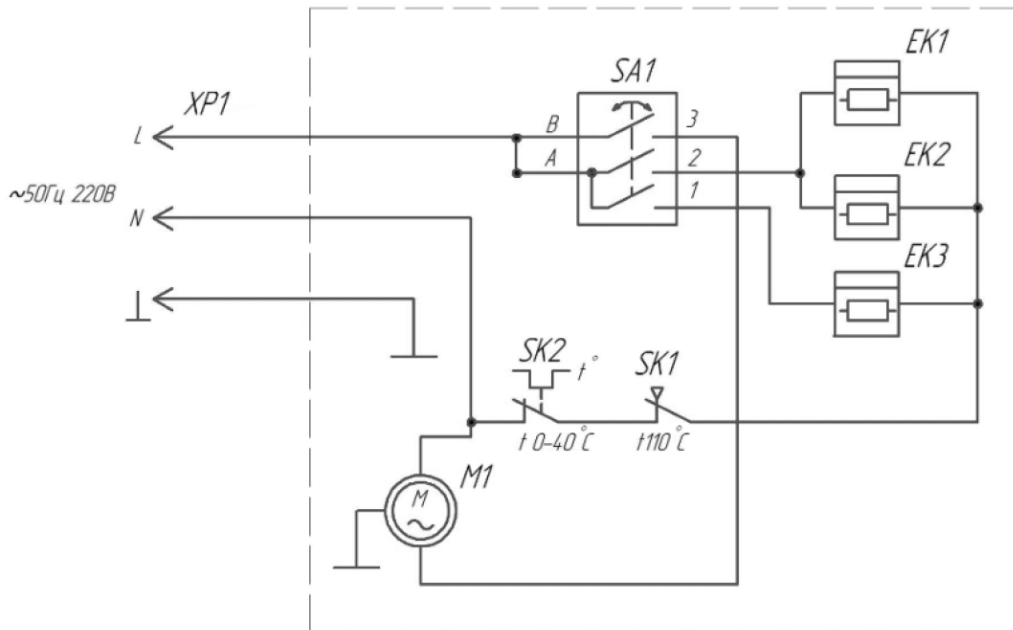 XP1
L
~50Гц 220В
N
SA1
B
A
3
2
1
EK1
EK2
EK3
SK2
t°
t 0-40°C
SK1
t110°C
M1
M